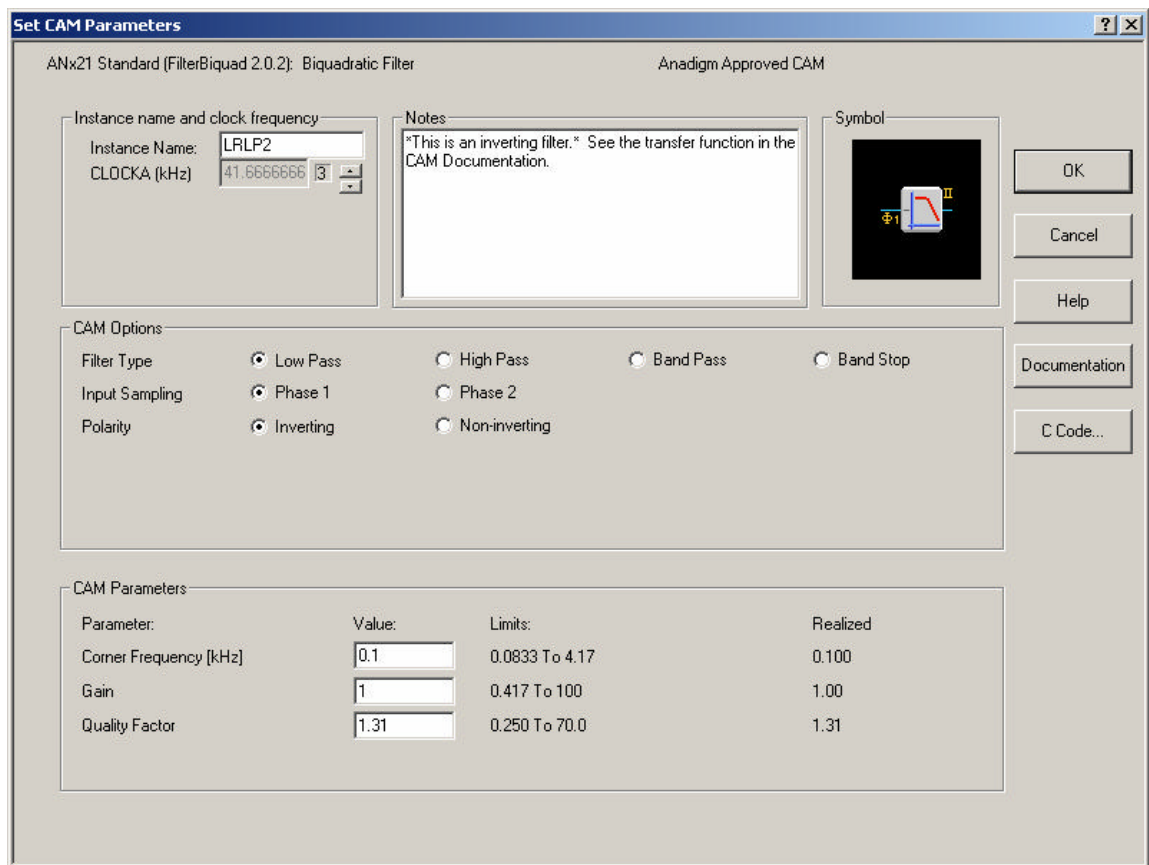 Set CAM Parameters
ANx21 Standard (FilterBiquad 2.0.2): Biquadratic Filter Anadigm Approved CAM
Instance name and clock frequency
Instance Name: LRLP2
CLOCKA (kHz) 41.6666666 3
Notes
*This is an inverting filter.* See the transfer function in the
CAM Documentation.
Symbol
Φ1 II
OK
Cancel
Help
Documentation
C Code...
CAM Options
Filter Type Low Pass High Pass Band Pass Band Stop
Input Sampling Phase 1 Phase 2
Polarity Inverting Non-inverting
CAM Parameters
Parameter: Value: Limits: Realized
Corner Frequency [kHz] 0.1 0.0833 To 4.17 0.100
Gain 1 0.417 To 100 1.00
Quality Factor 1.31 0.250 To 70.0 1.31